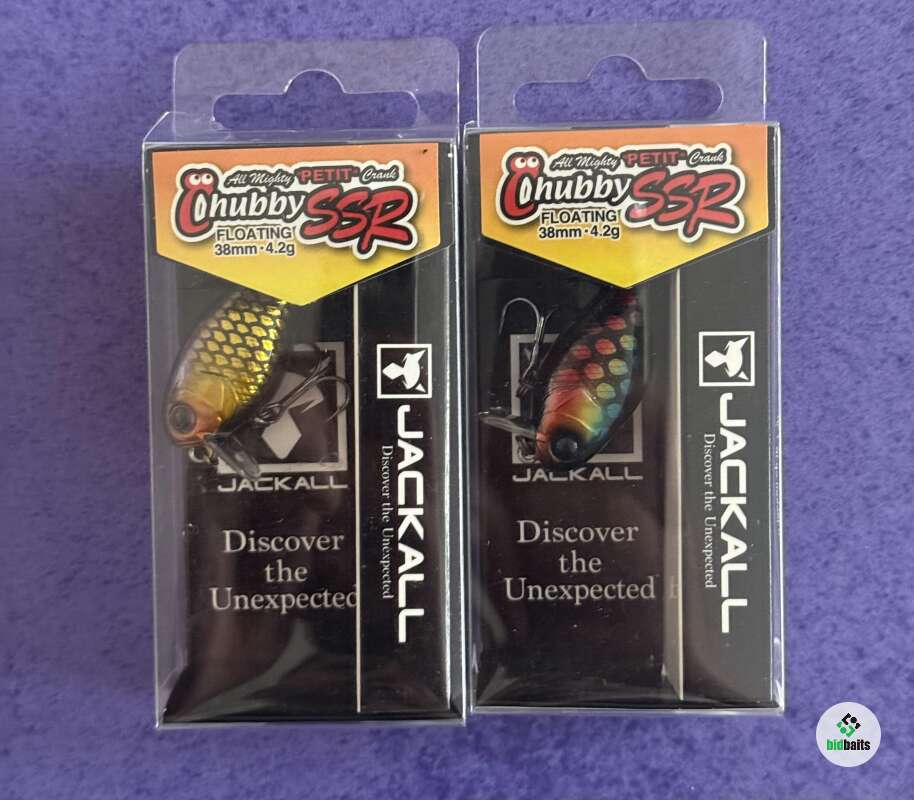 All Mighty "PETIT" Crank
Chubby SSR
FLOATING
38mm・4.2g
JACKALL
Discover
the
Unexpected
JACKALL
Discover the Unexpected
All Mighty "PETIT" Crank
Chubby SSR
FLOATING
38mm・4.2g
JACKALL
Discover
the
Unexpected
JACKALL
Discover the Unexpected
bidbaits